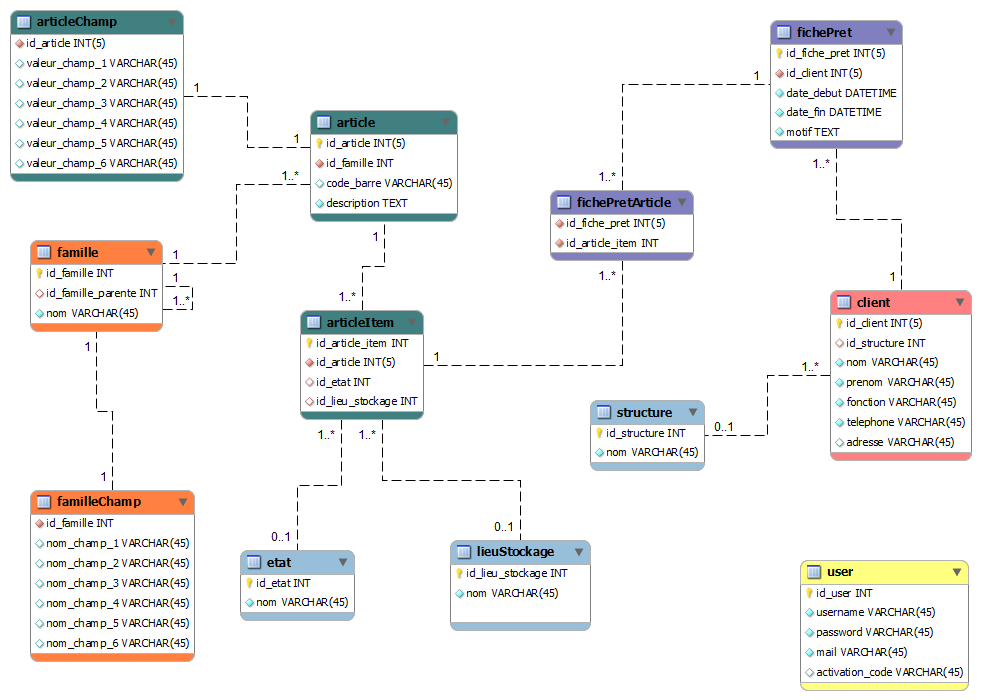 articleChamp
id_article INT(5)
valeur_champ_1 VARCHAR(45)
valeur_champ_2 VARCHAR(45)
valeur_champ_3 VARCHAR(45)
valeur_champ_4 VARCHAR(45)
valeur_champ_5 VARCHAR(45)
valeur_champ_6 VARCHAR(45)
1
1
article
id_article INT(5)
id_famille INT
code_barre VARCHAR(45)
description TEXT
1..*
1
1
1..*
famille
id_famille INT
id_famille_parente INT
nom VARCHAR(45)
1
1..*
1
1
familleChamp
id_famille INT
nom_champ_1 VARCHAR(45)
nom_champ_2 VARCHAR(45)
nom_champ_3 VARCHAR(45)
nom_champ_4 VARCHAR(45)
nom_champ_5 VARCHAR(45)
nom_champ_6 VARCHAR(45)
articleItem
id_article_item INT
id_article INT(5)
id_etat INT
id_lieu_stockage INT
1
1..*
1..*
0..1
0..1
etat
id_etat INT
nom VARCHAR(45)
lieuStockage
id_lieu_stockage INT
nom VARCHAR(45)
fichePret
id_fiche_pret INT(5)
id_client INT(5)
date_debut DATETIME
date_fin DATETIME
motif TEXT
1
1..*
1..*
1
fichePretArticle
id_fiche_pret INT(5)
id_article_item INT
1..*
client
id_client INT(5)
id_structure INT
nom VARCHAR(45)
prenom VARCHAR(45)
fonction VARCHAR(45)
telephone VARCHAR(45)
adresse VARCHAR(45)
1..*
0..1
structure
id_structure INT
nom VARCHAR(45)
user
id_user INT
username VARCHAR(45)
password VARCHAR(45)
mail VARCHAR(45)
activation_code VARCHAR(45)